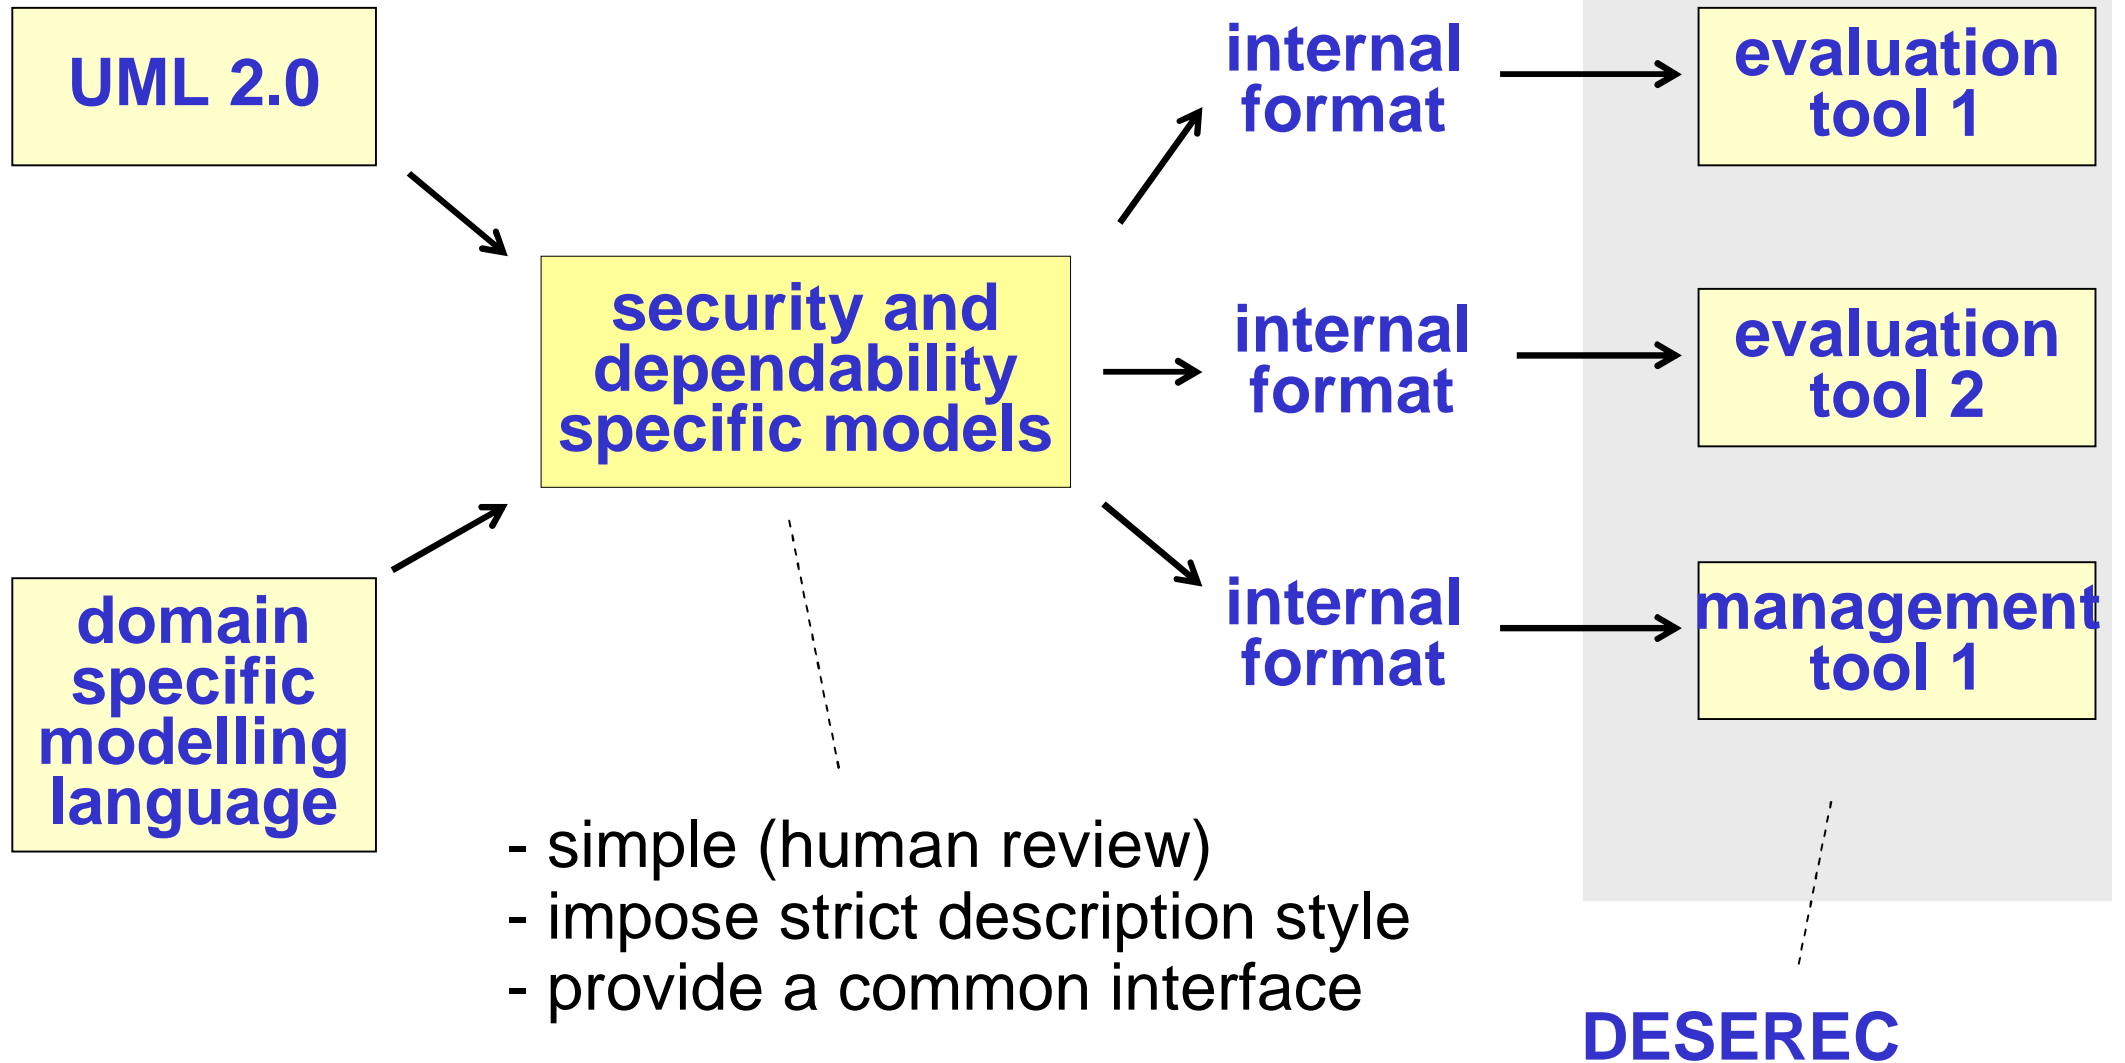 UML 2.0
domain
specific
modelling
language
security and
dependability
specific models
- simple (human review)
- impose strict description style
- provide a common interface
internal
format
internal
format
internal
format
evaluation
tool 1
evaluation
tool 2
management
tool 1
DESEREC